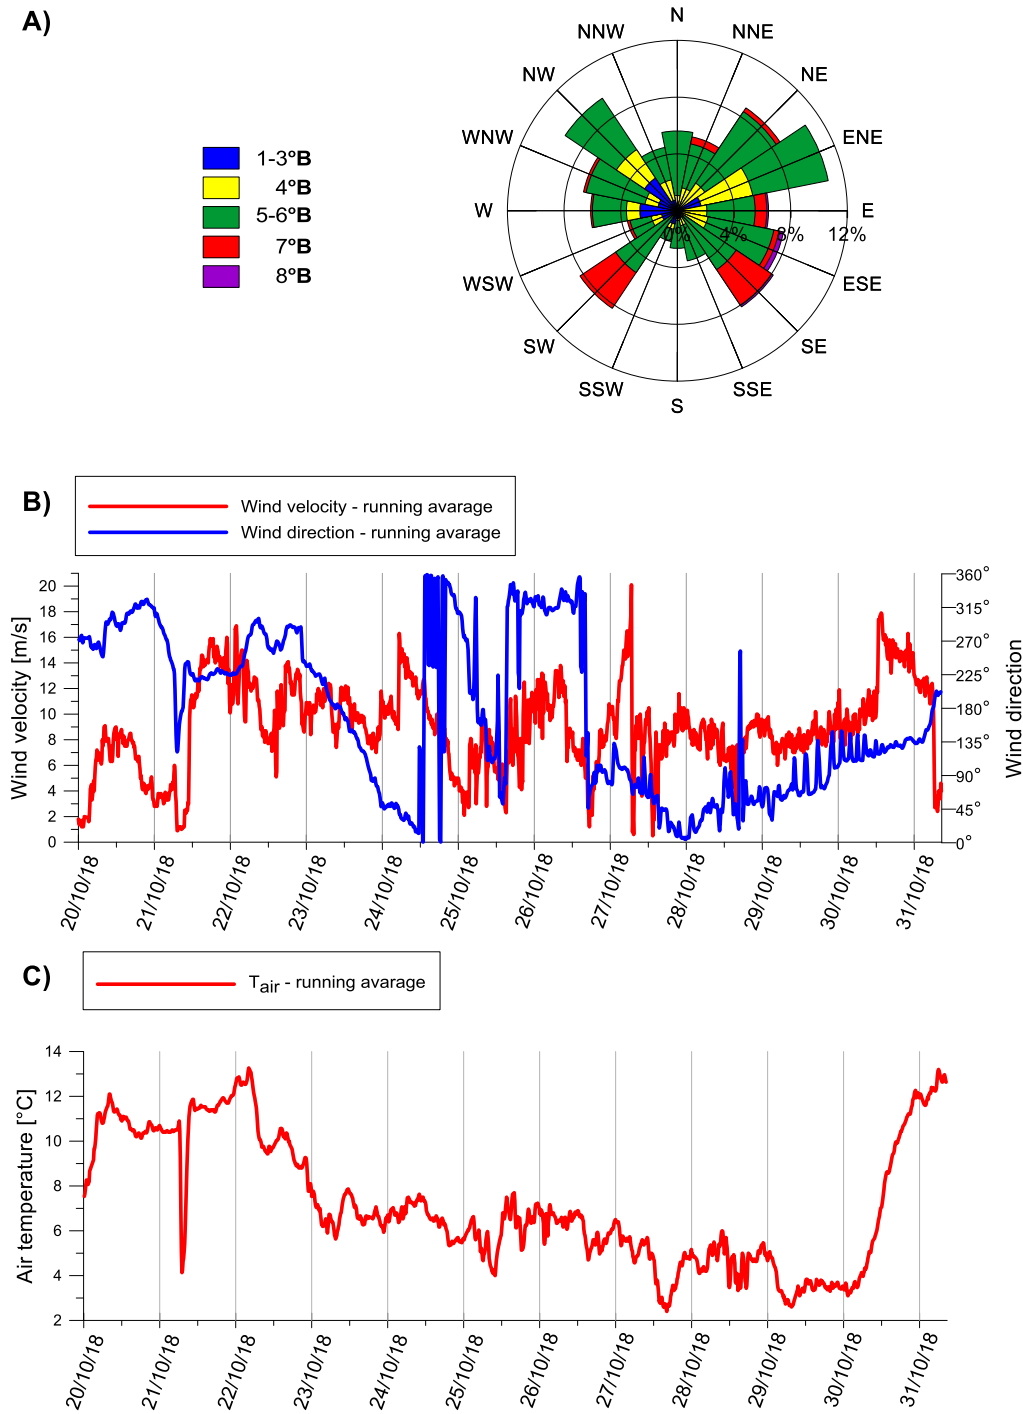 A)
N
NNW
NNE
NW
NE
WNW
ENE
1-3°B
4°B
5-6°B
7°B
8°B
W
E
0%
4%
8%
12%
WSW
ESE
SW
SE
SSW
SSE
S
B)
Wind velocity - running avarage
Wind direction - running avarage
Wind velocity [m/s]
20
18
16
14
12
10
8
6
4
2
0
360°
315°
270°
225°
180°
135°
90°
45°
0°
Wind direction
20/10/18
21/10/18
22/10/18
23/10/18
24/10/18
25/10/18
26/10/18
27/10/18
28/10/18
29/10/18
30/10/18
31/10/18
C)
Tair - running avarage
Air temperature [°C]
14
12
10
8
6
4
2
20/10/18
21/10/18
22/10/18
23/10/18
24/10/18
25/10/18
26/10/18
27/10/18
28/10/18
29/10/18
30/10/18
31/10/18